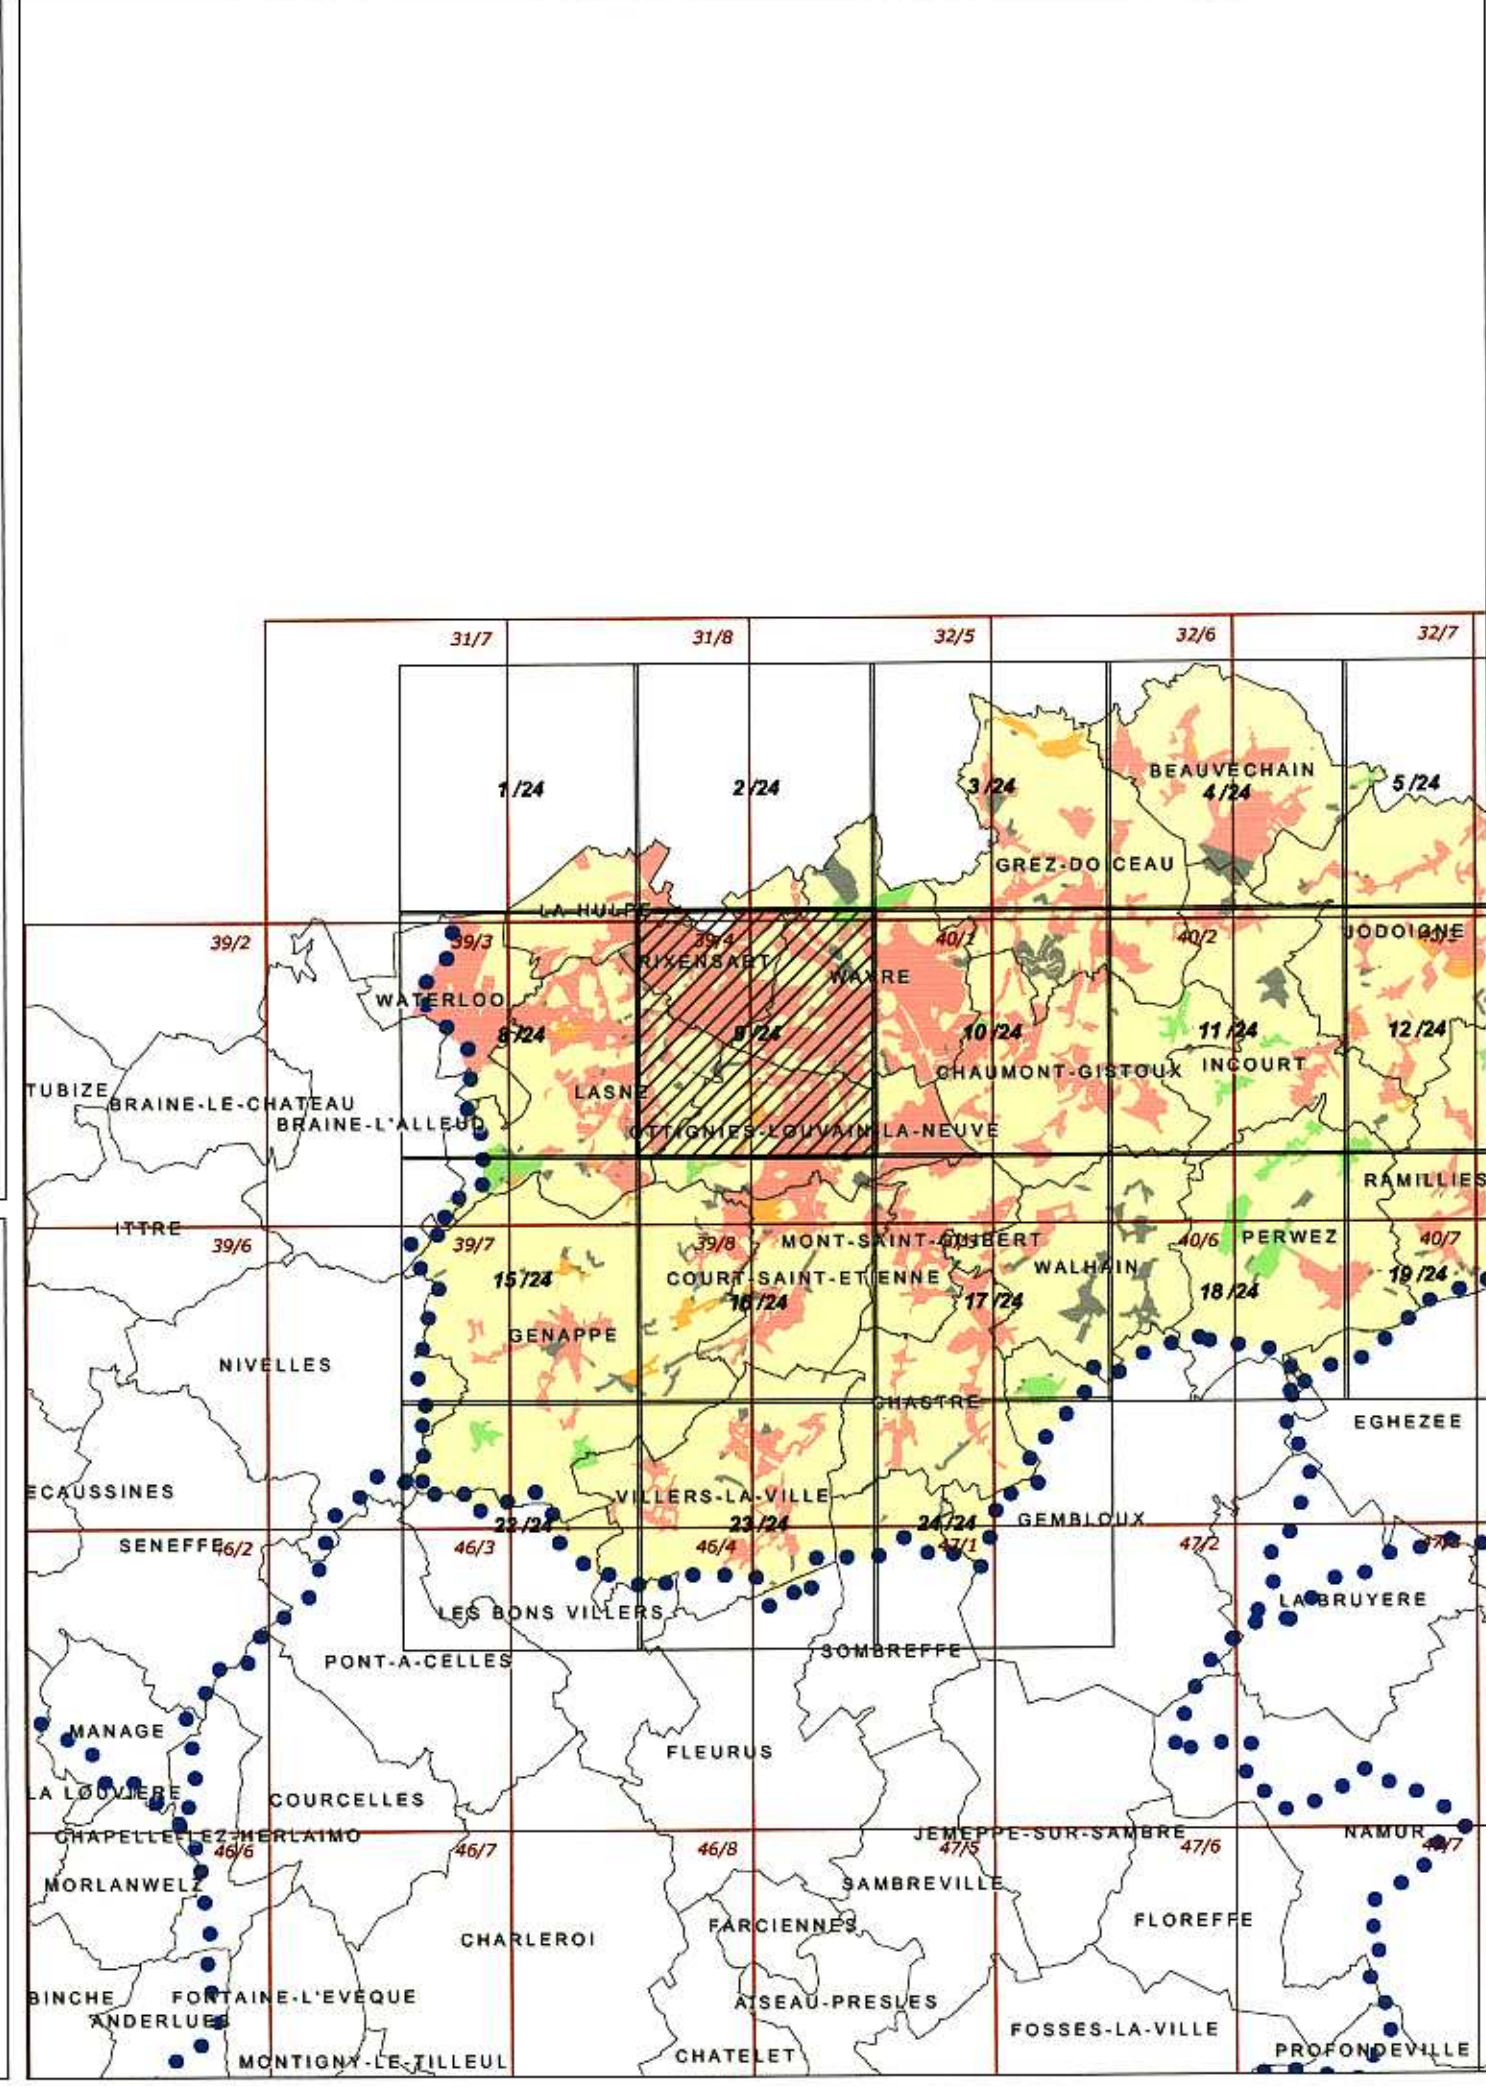 31/7
31/8
32/5
32/6
32/7
1/24
2/24
3/24
BEAUVECHAIN
4/24
5/24
GREZ-DOICEAU
LA HULPE
39/2
39/3
39/4
40/1
40/2
JODOIGNE
RIXENSART
WAVRE
WATERLOO
8/24
9/24
10/24
11/24
12/24
INCOURT
CHAUMONT-GISTOUX
LASNE
TUBIZE
BRAINE-LE-CHATEAU
BRAINE-L'ALLEUD
OTTIGNIES-LOUVAIN-LA-NEUVE
RAMILLIES
ITTRE
39/6
39/7
39/8
MONT-SAINT-GUIBERT
40/6
PERWEZ
40/7
WALHAIN
15/24
COURT-SAINT-ETIENNE
16/24
17/24
18/24
19/24
GENAPPE
NIVELLES
CHASTRE
EGHEZEE
ECAUSSINES
VILLERS-LA-VILLE
22/24
23/24
24/24
GEMBLOUX
SENEFFE
46/2
46/3
46/4
47/1
47/2
LA BRUYERE
LES BONS VILLERS
SOMBREFFE
PONT-A-CELLES
MANAGE
FLEURUS
LA LOUVIERE
COURCELLES
CHAPELLE-LEZ-HERLAIMO
46/6
46/7
46/8
JEMEPPE-SUR-SAMBRE
47/5
47/6
NAMUR
MORLANWELZ
SAMBREVILLE
FARCIENNES
FLOREFFE
CHARLEROI
BINCHE
FONTAINE-L'EVEQUE
AISEAU-PRESLES
ANDERLUES
FOSSES-LA-VILLE
MONTIGNY-LE-TILLEUL
CHATELET
PROFONDEVILLE